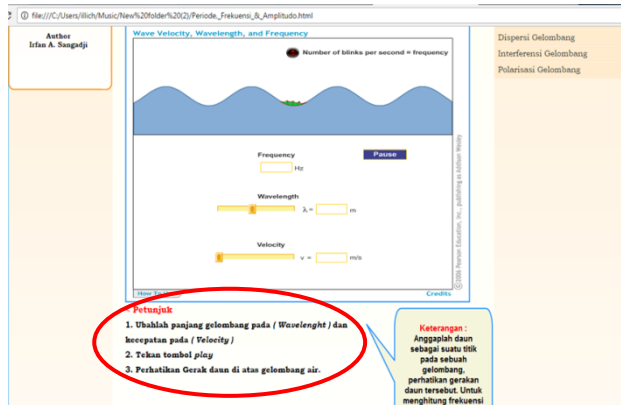 file:///C:/Users/illich/Music/New%20folder%20(2)/Periode,_Frekuensi_&_Amplitudo.html
Author
Irfan A. Sangadji
Wave Velocity, Wavelength, and Frequency
Number of blinks per second = frequency
Frequency
Pause
Hz
Wavelength
λ =
m
Velocity
v =
m/s
How To
Credits
©2006 Pearson Education, Inc., publishing as Addison Wesley
Dispersi Gelombang
Interferensi Gelombang
Polarisasi Gelombang
Petunjuk
1. Ubahlah panjang gelombang pada ( Wavelenght ) dan
kecepatan pada ( Velocity )
2. Tekan tombol play
3. Perhatikan Gerak daun di atas gelombang air.
Keterangan :
Anggaplah daun
sebagai suatu titik
pada sebuah
gelombang,
perhatikan gerakan
daun tersebut. Untuk
menghitung frekuensi